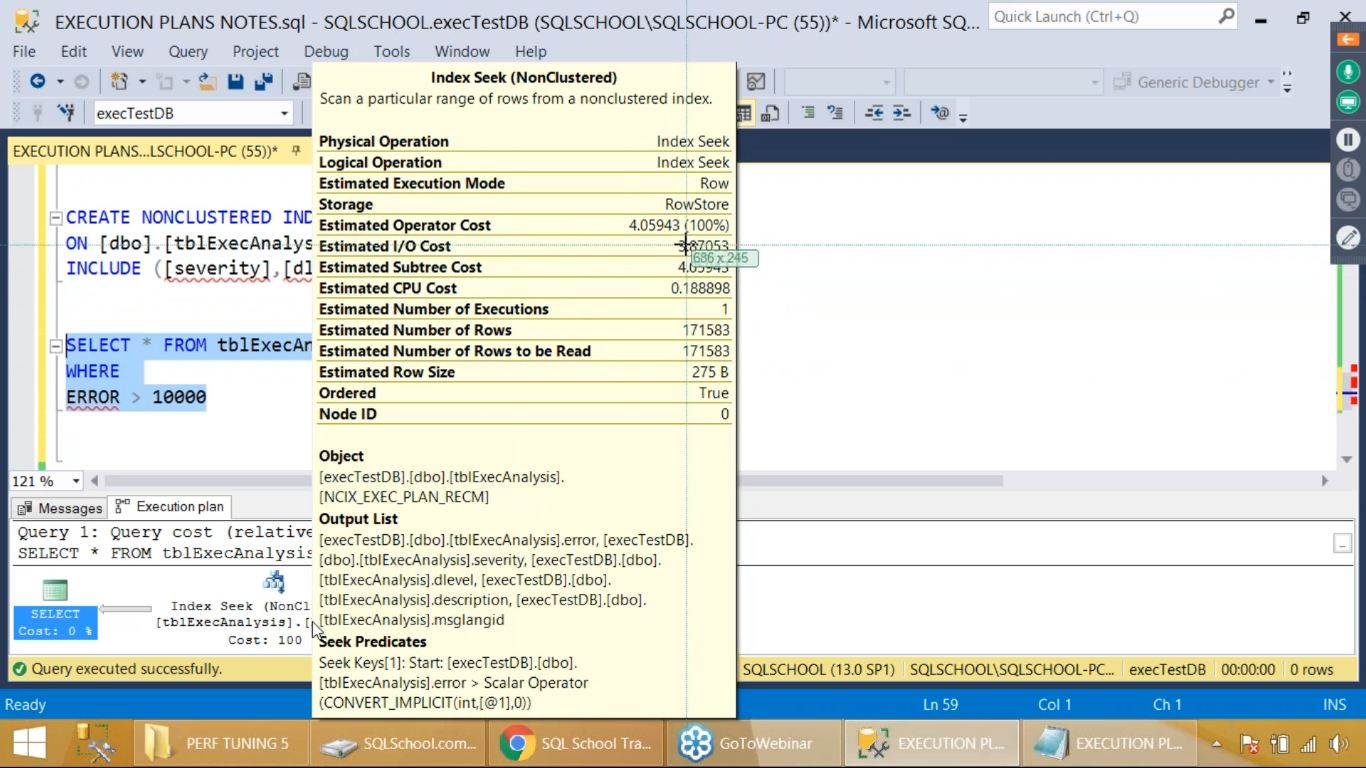 EXECUTION PLANS NOTES.sql - SQLSCHOOL.execTestDB (SQLSCHOOL\SQLSCHOOL-PC (55))* - Microsoft SQ...
Quick Launch (Ctrl+Q)
File Edit View Query Project Debug Tools Window Help
Generic Debugger
execTestDB
EXECUTION PLANS...LSCHOOL-PC (55))*
CREATE NONCLUSTERED IND
ON [dbo].[tblExecAnalys
INCLUDE ([severity],[dl
SELECT * FROM tblExecAn
WHERE
ERROR > 10000
121 %
Messages Execution plan
Query 1: Query cost (relative
SELECT * FROM tblExecAnalysis
SELECT
Cost: 0 %
Index Seek (NonCl
[tblExecAnalysis].[
Cost: 100
Index Seek (NonClustered)
Scan a particular range of rows from a nonclustered index.
Physical Operation Index Seek
Logical Operation Index Seek
Estimated Execution Mode Row
Storage RowStore
Estimated Operator Cost 4.05943 (100%)
Estimated I/O Cost 3.87053
686 x 245
Estimated Subtree Cost 4.05943
Estimated CPU Cost 0.188898
Estimated Number of Executions 1
Estimated Number of Rows 171583
Estimated Number of Rows to be Read 171583
Estimated Row Size 275 B
Ordered True
Node ID 0
Object
[execTestDB].[dbo].[tblExecAnalysis].
[NCIX_EXEC_PLAN_RECM]
Output List
[execTestDB].[dbo].[tblExecAnalysis].error, [execTestDB].
[dbo].[tblExecAnalysis].severity, [execTestDB].[dbo].
[tblExecAnalysis].dlevel, [execTestDB].[dbo].
[tblExecAnalysis].description, [execTestDB].[dbo].
[tblExecAnalysis].msglangid
Seek Predicates
Seek Keys[1]: Start: [execTestDB].[dbo].
[tblExecAnalysis].error > Scalar Operator
(CONVERT_IMPLICIT(int,[@1],0))
Query executed successfully.
SQLSCHOOL (13.0 SP1) SQLSCHOOL\SQLSCHOOL-PC... execTestDB 00:00:00 0 rows
Ready Ln 59 Col 1 Ch 1 INS
PERF TUNING 5 SQLSchool.com... SQL School Tra... GoToWebinar EXECUTION PL... EXECUTION PL...